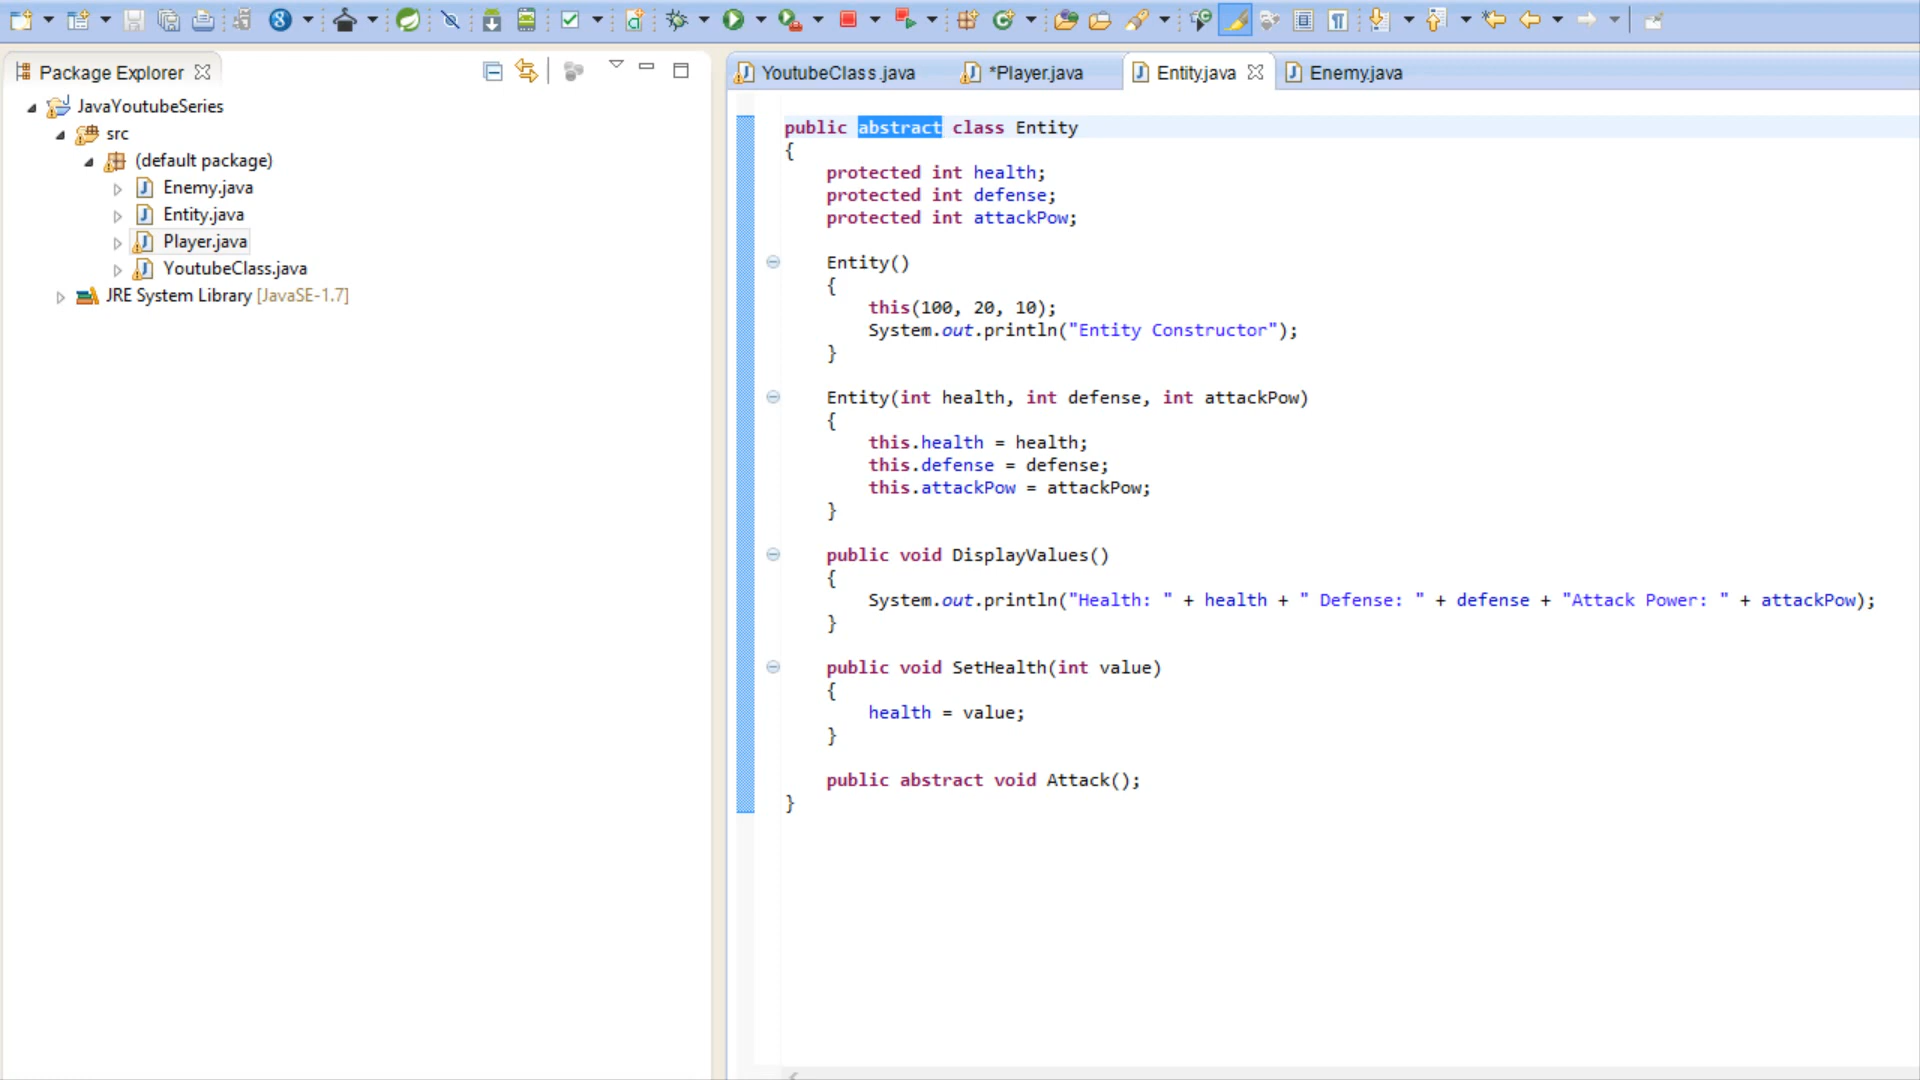 Package Explorer
JavaYoutubeSeries
src
(default package)
Enemy.java
Entity.java
Player.java
YoutubeClass.java
JRE System Library [JavaSE-1.7]
YoutubeClass.java
*Player.java
Entity.java
Enemy.java
public abstract class Entity
{
protected int health;
protected int defense;
protected int attackPow;
Entity()
{
this(100, 20, 10);
System.out.println("Entity Constructor");
}
Entity(int health, int defense, int attackPow)
{
this.health = health;
this.defense = defense;
this.attackPow = attackPow;
}
public void DisplayValues()
{
System.out.println("Health: " + health + " Defense: " + defense + "Attack Power: " + attackPow);
}
public void SetHealth(int value)
{
health = value;
}
public abstract void Attack();
}